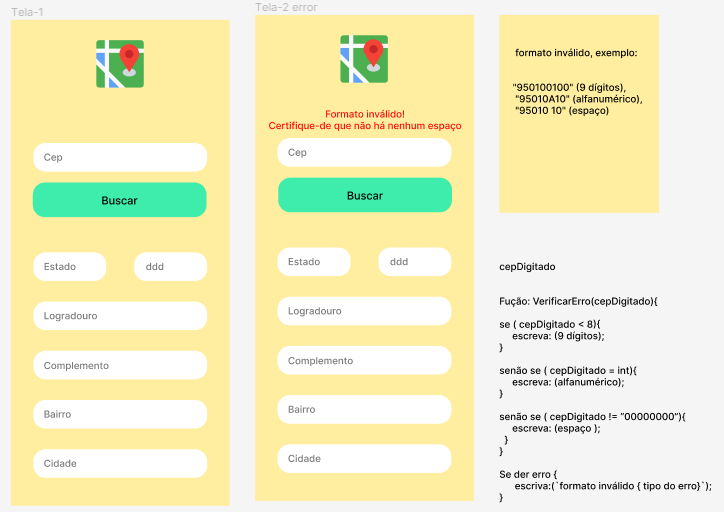 Tela-1
Cep
Buscar
Estado
ddd
Logradouro
Complemento
Bairro
Cidade
Tela-2 error
Formato inválido!
Certifique-de que não há nenhum espaço
Cep
Buscar
Estado
ddd
Logradouro
Complemento
Bairro
Cidade
formato inválido, exemplo:
"950100100" (9 dígitos),
"95010A10" (alfanumérico),
"95010 10" (espaço)
cepDigitado
Fução: VerificarErro(cepDigitado){
se ( cepDigitado < 8){
escreva: (9 dígitos);
}
senão se ( cepDigitado = int){
escreva: (alfanumérico);
}
senão se ( cepDigitado != "00000000"){
escreva: (espaço );
}
}
Se der erro {
escriva:(`formato inválido { tipo do erro}`);
}